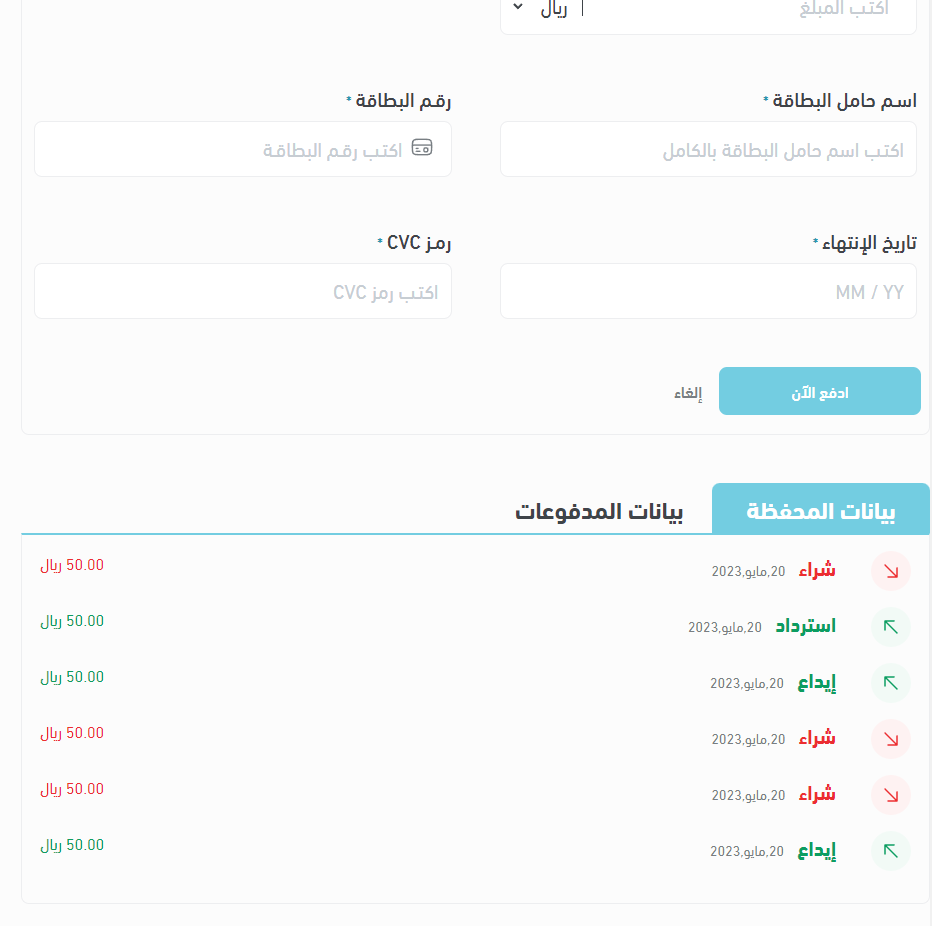 اكتب المبلغ ريال
اسم حامل البطاقة * رقم البطاقة *
اكتب اسم حامل البطاقة بالكامل اكتب رقم البطاقة
تاريخ الإنتهاء * رمز CVC *
MM / YY اكتب رمز CVC
ادفع الآن إلغاء
بيانات المحفظة بيانات المدفوعات
شراء 20,مايو,2023 50.00 ريال
استرداد 20,مايو,2023 50.00 ريال
إيداع 20,مايو,2023 50.00 ريال
شراء 20,مايو,2023 50.00 ريال
شراء 20,مايو,2023 50.00 ريال
إيداع 20,مايو,2023 50.00 ريال